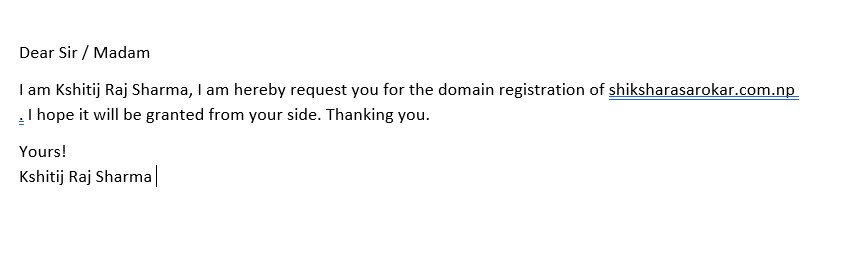 Dear Sir / Madam
I am Kshitij Raj Sharma, I am hereby request you for the domain registration of shiksharasarokar.com.np
. I hope it will be granted from your side. Thanking you.
Yours!
Kshitij Raj Sharma